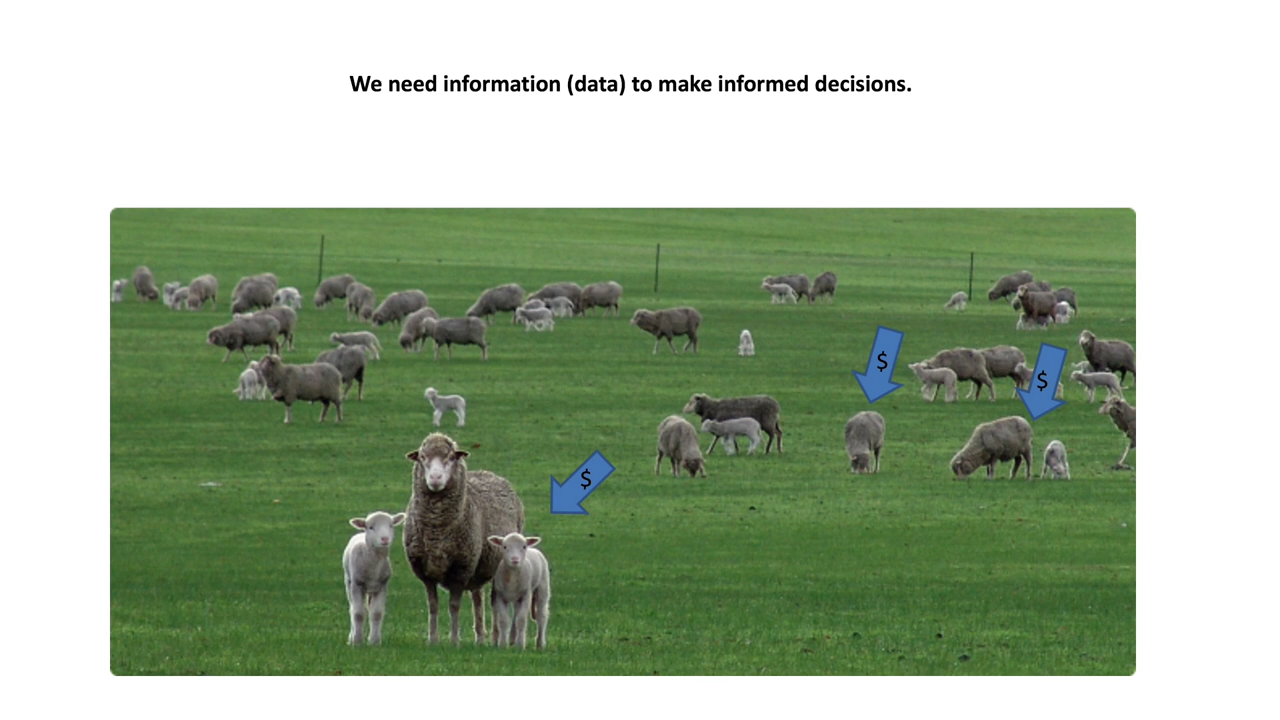 We need information (data) to make informed decisions.
$
$
$